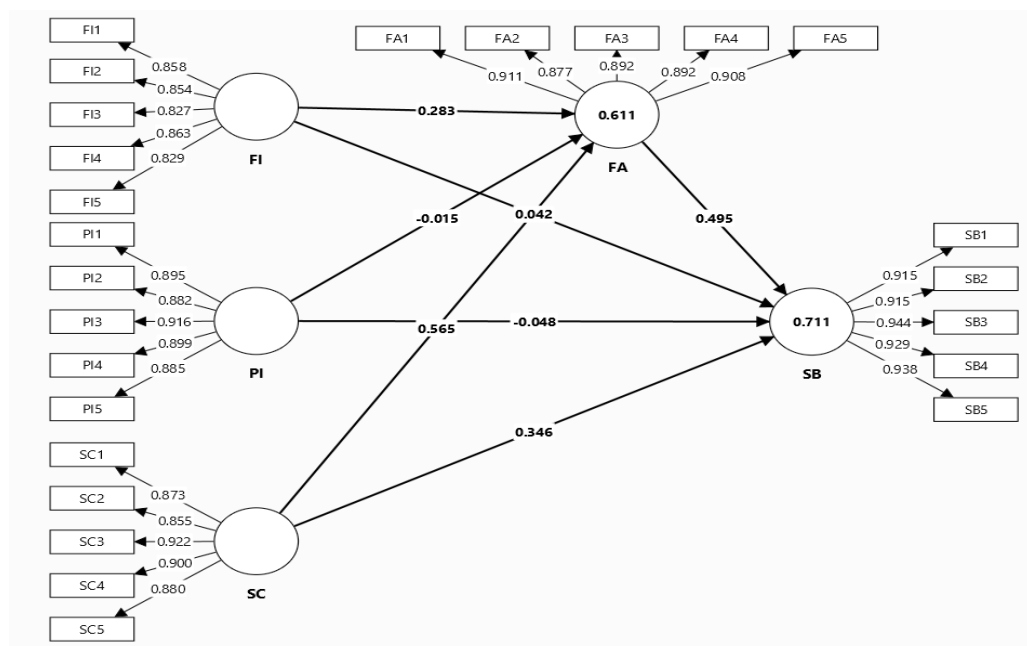 FI1
FI2
FI3
FI4
FI5
0.858
0.854
0.827
0.863
0.829
FI
PI1
PI2
PI3
PI4
PI5
0.895
0.882
0.916
0.899
0.885
PI
SC1
SC2
SC3
SC4
SC5
0.873
0.855
0.922
0.900
0.880
SC
FA1
FA2
FA3
FA4
FA5
0.911
0.877
0.892
0.892
0.908
0.611
FA
0.283
-0.015
0.042
0.495
0.565
-0.048
0.346
0.711
SB
0.915
0.915
0.944
0.929
0.938
SB1
SB2
SB3
SB4
SB5